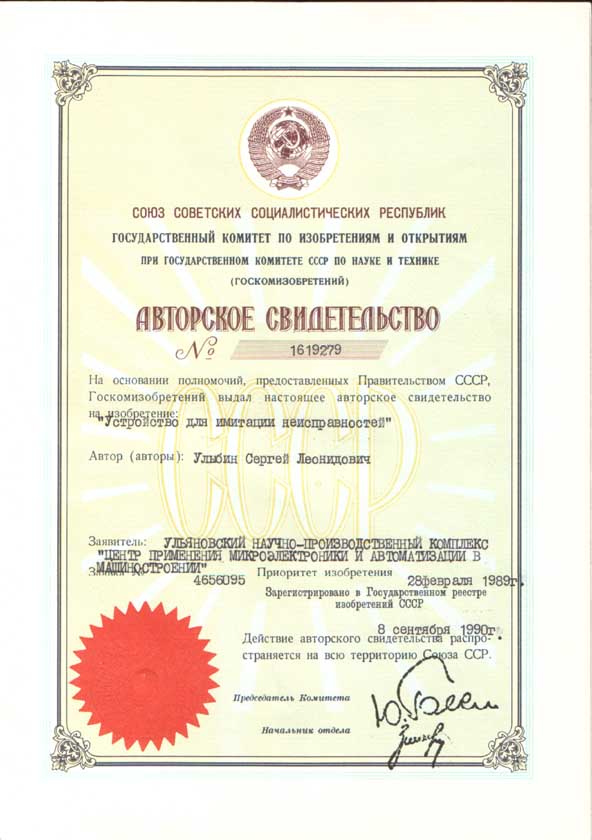 СОЮЗ СОВЕТСКИХ СОЦИАЛИСТИЧЕСКИХ РЕСПУБЛИК
ГОСУДАРСТВЕННЫЙ КОМИТЕТ ПО ИЗОБРЕТЕНИЯМ И ОТКРЫТИЯМ
ПРИ ГОСУДАРСТВЕННОМ КОМИТЕТЕ СССР ПО НАУКЕ И ТЕХНИКЕ
(ГОСКОМИЗОБРЕТЕНИЙ)
АВТОРСКОЕ СВИДЕТЕЛЬСТВО
№ 1619279
СССР
На основании полномочий, предоставленных Правительством СССР,
Госкомизобретений выдал настоящее авторское свидетельство
на изобретение:
"Устройство для имитации неисправностей"
Автор (авторы): Улыбин Сергей Леонидович
Заявитель: УЛЬЯНОВСКИЙ НАУЧНО-ПРОИЗВОДСТВЕННЫЙ КОМПЛЕКС
"ЦЕНТР ПРИМЕНЕНИЯ МИКРОЭЛЕКТРОНИКИ И АВТОМАТИЗАЦИИ В
МАШИНОСТРОЕНИИ"
Заявка № 4656095 Приоритет изобретения 28февраля 1989г.
Зарегистрировано в Государственном реестре
изобретений СССР
8 сентября 1990г.
Действие авторского свидетельства распро-
страняется на всю территорию Союза ССР.
Председатель Комитета
Начальник отдела